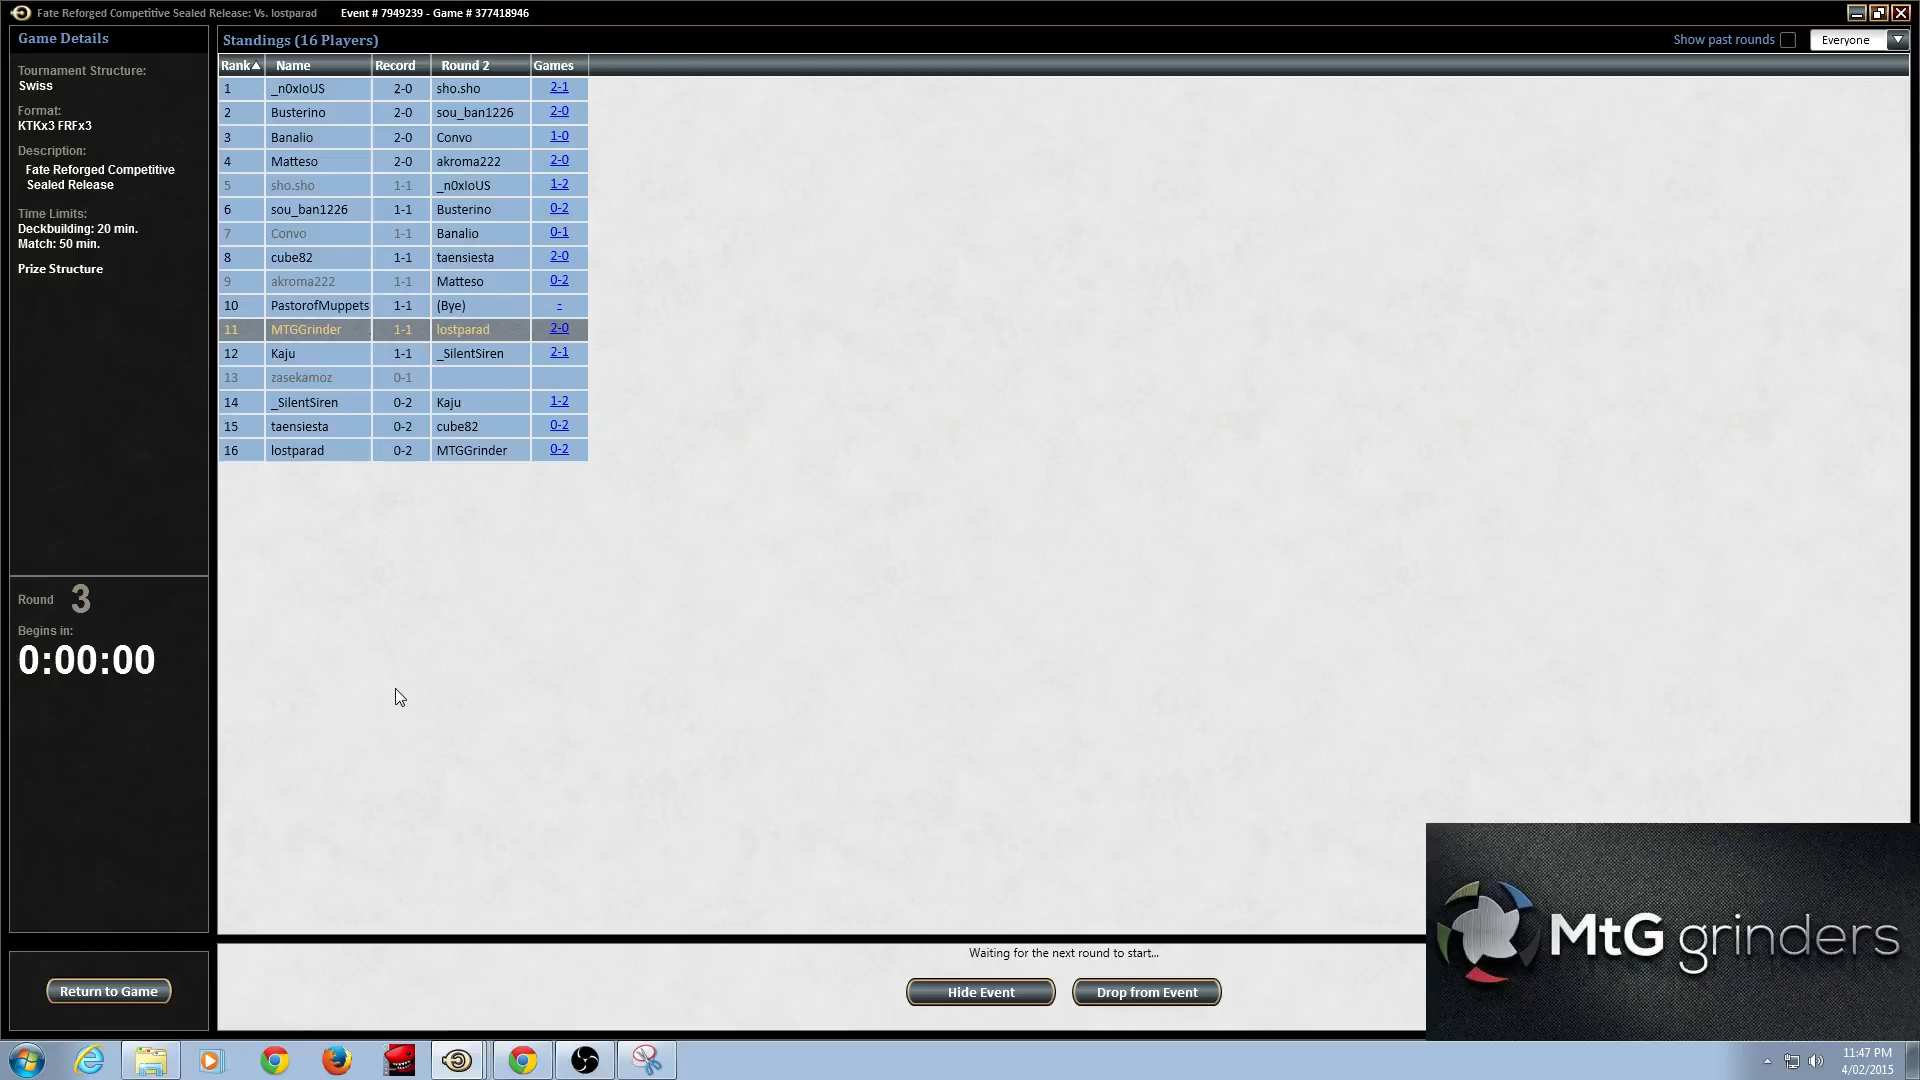 Fate Reforged Competitive Sealed Release: Vs. lostparad Event # 7949239 - Game # 377418946
Game Details
Tournament Structure:
Swiss
Format:
KTKx3 FRFx3
Description:
Fate Reforged Competitive
Sealed Release
Time Limits:
Deckbuilding: 20 min.
Match: 50 min.
Prize Structure
Round 3
Begins in:
0:00:00
Return to Game
Standings (16 Players) Show past rounds Everyone
Rank Name Record Round 2 Games
1 _n0xIoUS 2-0 sho.sho 2-1
2 Busterino 2-0 sou_ban1226 2-0
3 Banalio 2-0 Convo 1-0
4 Matteso 2-0 akroma222 2-0
5 sho.sho 1-1 _n0xIoUS 1-2
6 sou_ban1226 1-1 Busterino 0-2
7 Convo 1-1 Banalio 0-1
8 cube82 1-1 taensiesta 2-0
9 akroma222 1-1 Matteso 0-2
10 PastorofMuppets 1-1 (Bye) -
11 MTGGrinder 1-1 lostparad 2-0
12 Kaju 1-1 _SilentSiren 2-1
13 zasekamoz 0-1
14 _SilentSiren 0-2 Kaju 1-2
15 taensiesta 0-2 cube82 0-2
16 lostparad 0-2 MTGGrinder 0-2
Waiting for the next round to start...
Hide Event Drop from Event
MtG grinders
11:47 PM
4/02/2015